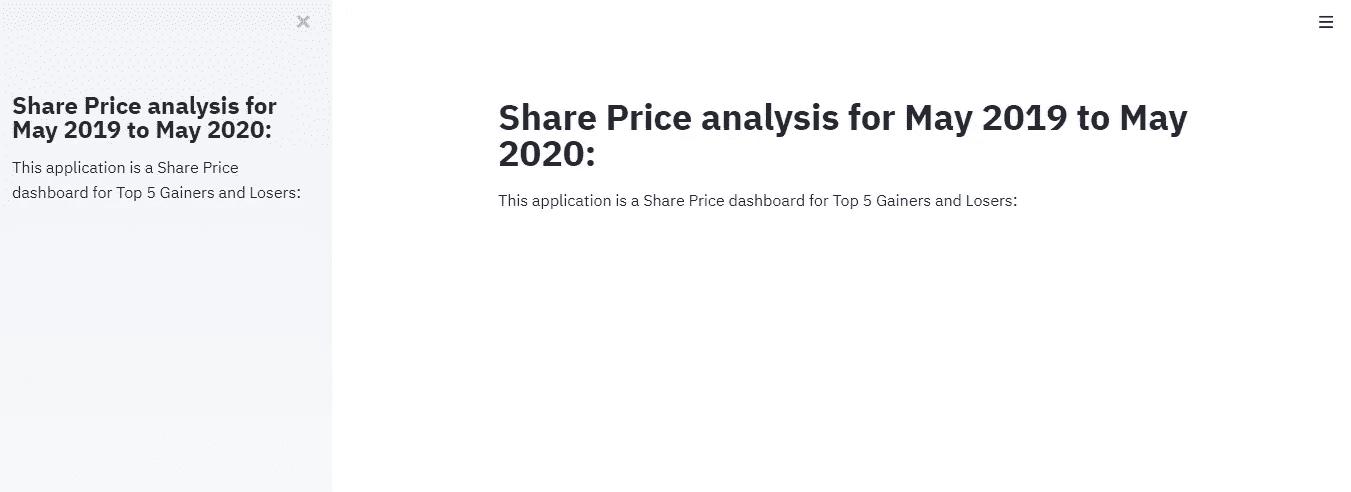 Share Price analysis for
May 2019 to May 2020:
This application is a Share Price
dashboard for Top 5 Gainers and Losers:
Share Price analysis for May 2019 to May
2020:
This application is a Share Price dashboard for Top 5 Gainers and Losers: